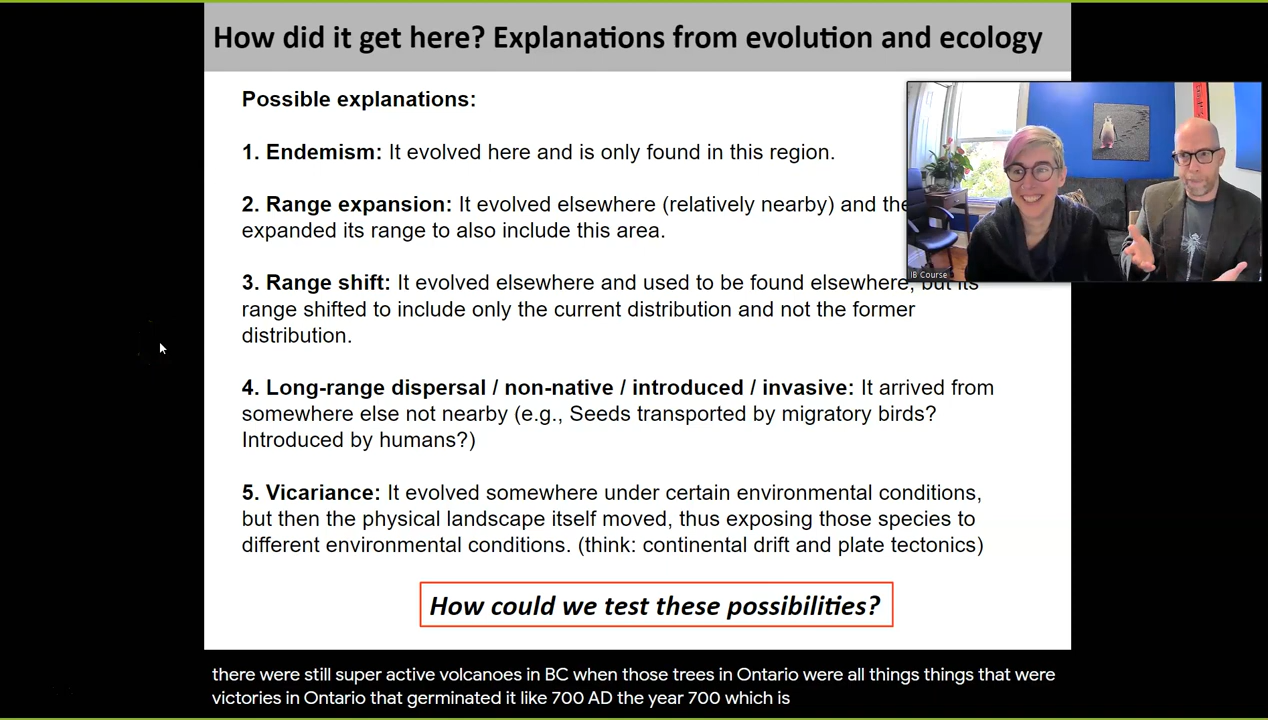 How did it get here? Explanations from evolution and ecology
Possible explanations:
1. Endemism: It evolved here and is only found in this region.
2. Range expansion: It evolved elsewhere (relatively nearby) and
expanded its range to also include this area.
3. Range shift: It evolved elsewhere and used to be found elsewhere, but its
range shifted to include only the current distribution and not the former
distribution.
4. Long-range dispersal / non-native / introduced / invasive: It arrived from
somewhere else not nearby (e.g., Seeds transported by migratory birds?
Introduced by humans?)
5. Vicariance: It evolved somewhere under certain environmental conditions,
but then the physical landscape itself moved, thus exposing those species to
different environmental conditions. (think: continental drift and plate tectonics)
How could we test these possibilities?
IB Course
there were still super active volcanoes in BC when those trees in Ontario were all things things that were
victories in Ontario that germinated it like 700 AD the year 700 which is